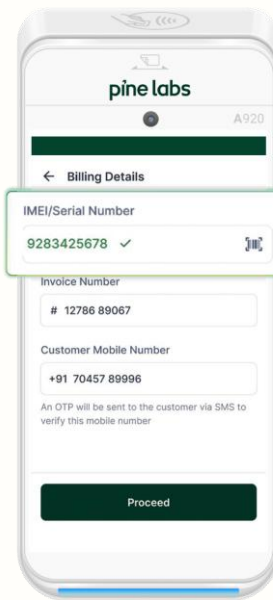 pine labs
A920
← Billing Details
IMEI/Serial Number
9283425678 ✓
Invoice Number
# 12786 89067
Customer Mobile Number
+91 70457 89996
An OTP will be sent to the customer via SMS to
verify this mobile number
Proceed